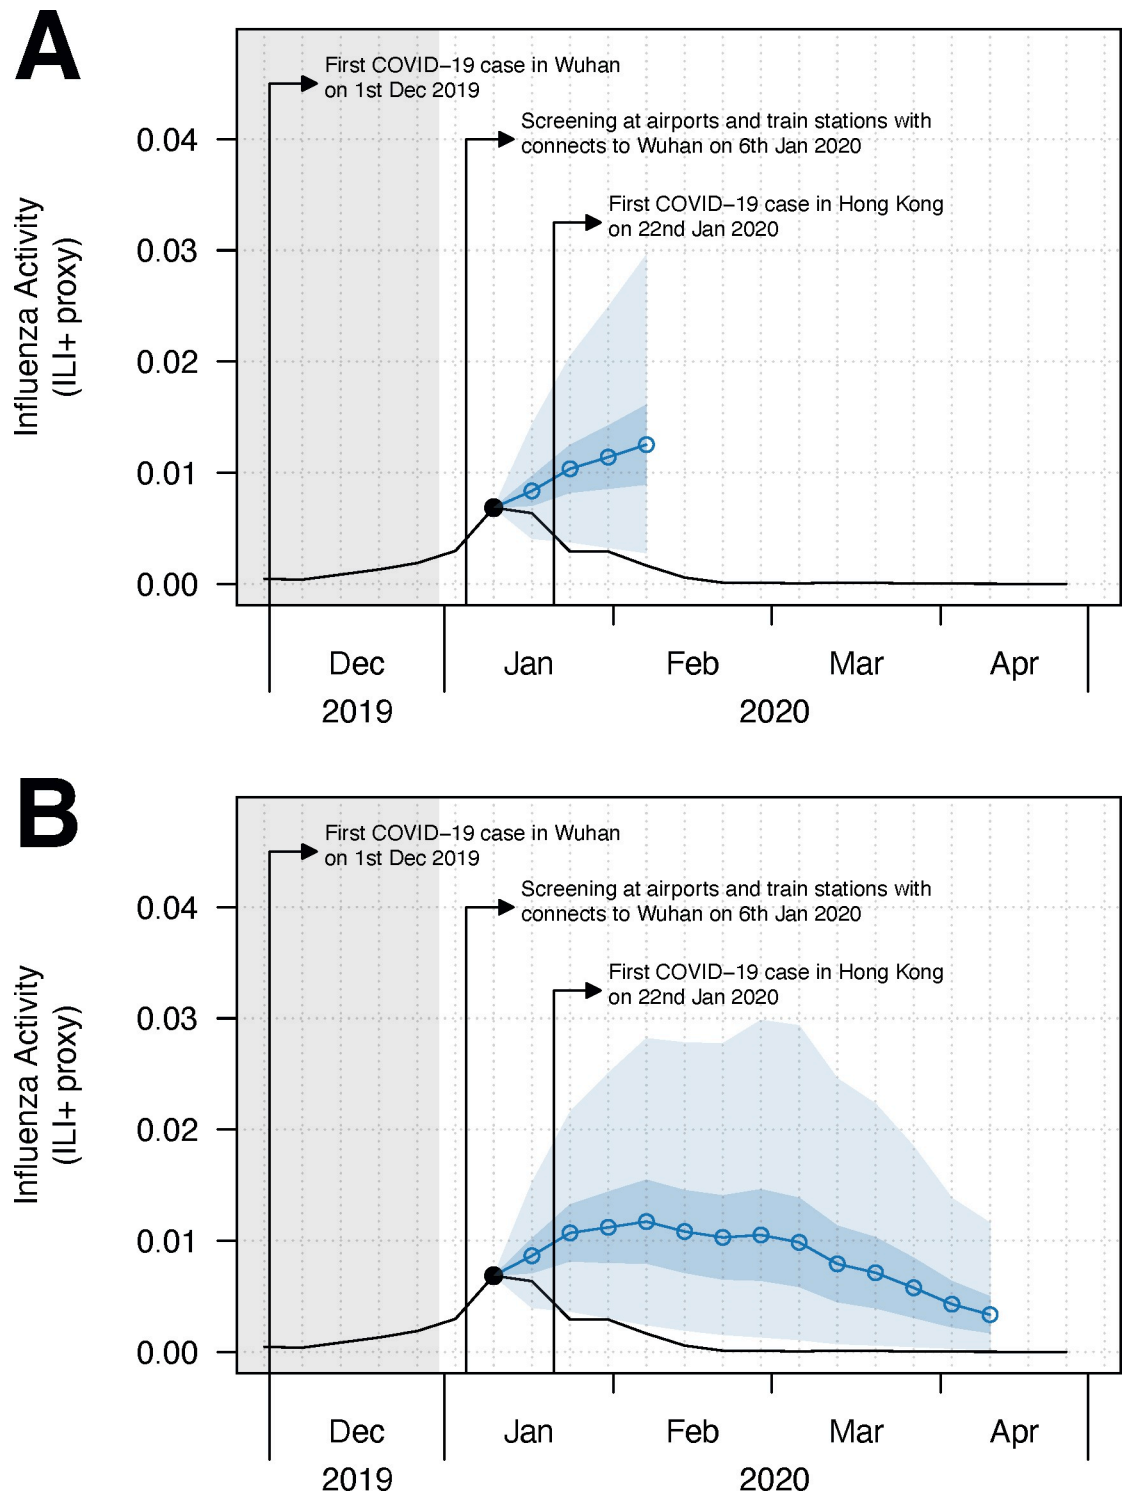 A
First COVID−19 case in Wuhan
on 1st Dec 2019
Screening at airports and train stations with
connects to Wuhan on 6th Jan 2020
First COVID−19 case in Hong Kong
on 22nd Jan 2020
0.04
0.03
0.02
0.01
0.00
Influenza Activity
(ILI+ proxy)
Dec Jan Feb Mar Apr
2019 2020
B
First COVID−19 case in Wuhan
on 1st Dec 2019
Screening at airports and train stations with
connects to Wuhan on 6th Jan 2020
First COVID−19 case in Hong Kong
on 22nd Jan 2020
0.04
0.03
0.02
0.01
0.00
Influenza Activity
(ILI+ proxy)
Dec Jan Feb Mar Apr
2019 2020